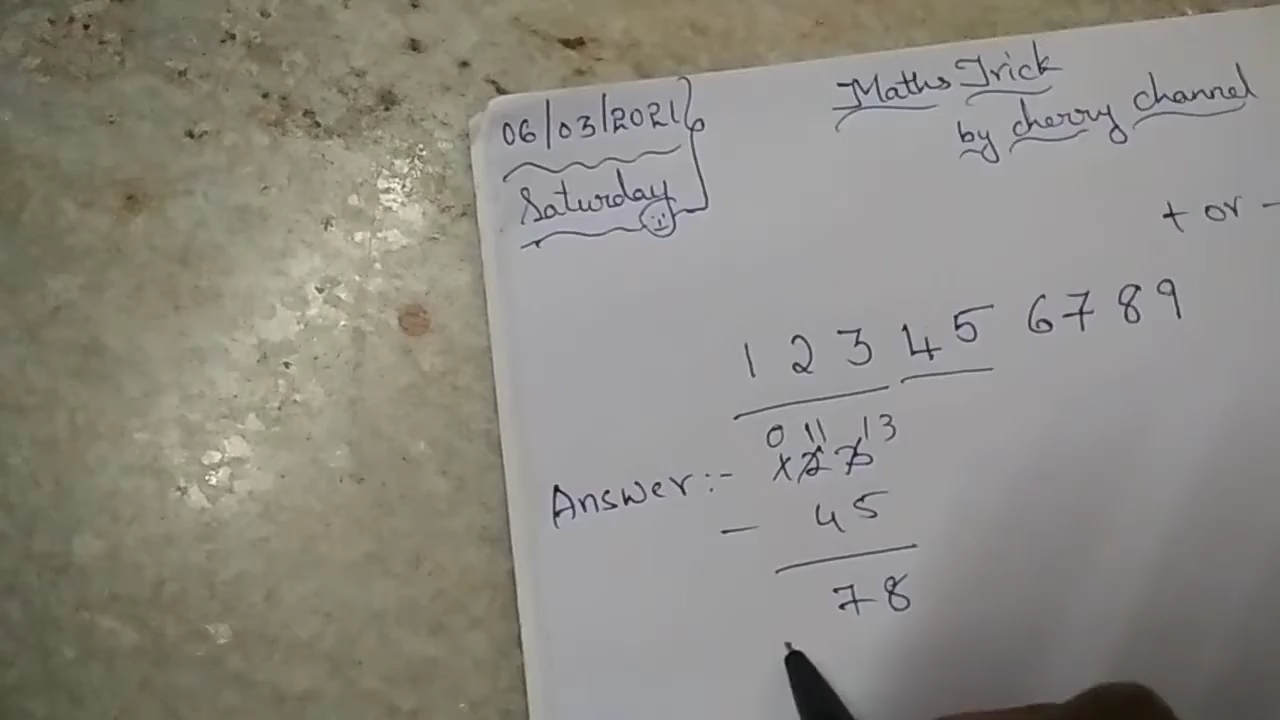 06/03/2021
Saturday
Maths Trick
by cherry channel
+ or -
1 2 3 4 5 6 7 8 9
0 11 13
Answer:- 1 2 3
- 4 5
7 8